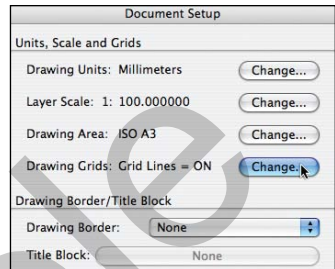 Document Setup
Units, Scale and Grids
Drawing Units: Millimeters Change...
Layer Scale: 1: 100.000000 Change...
Drawing Area: ISO A3 Change...
Drawing Grids: Grid Lines = ON Change...
Drawing Border/Title Block
Drawing Border: None
Title Block: None